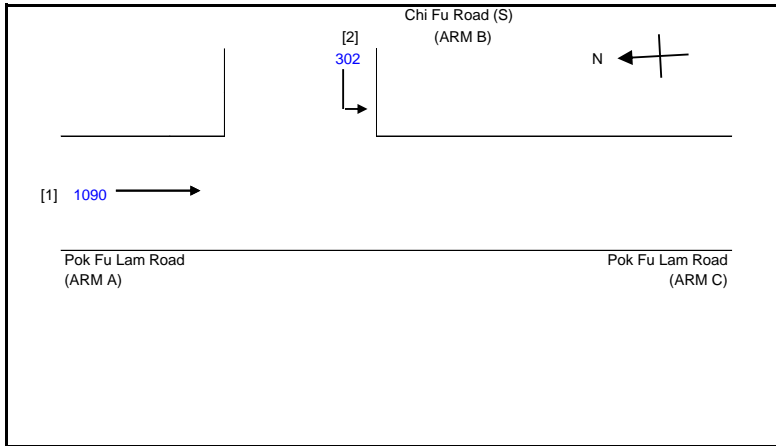 Chi Fu Road (S)
[2] (ARM B)
302 N
[1] 1090
Pok Fu Lam Road Pok Fu Lam Road
(ARM A) (ARM C)